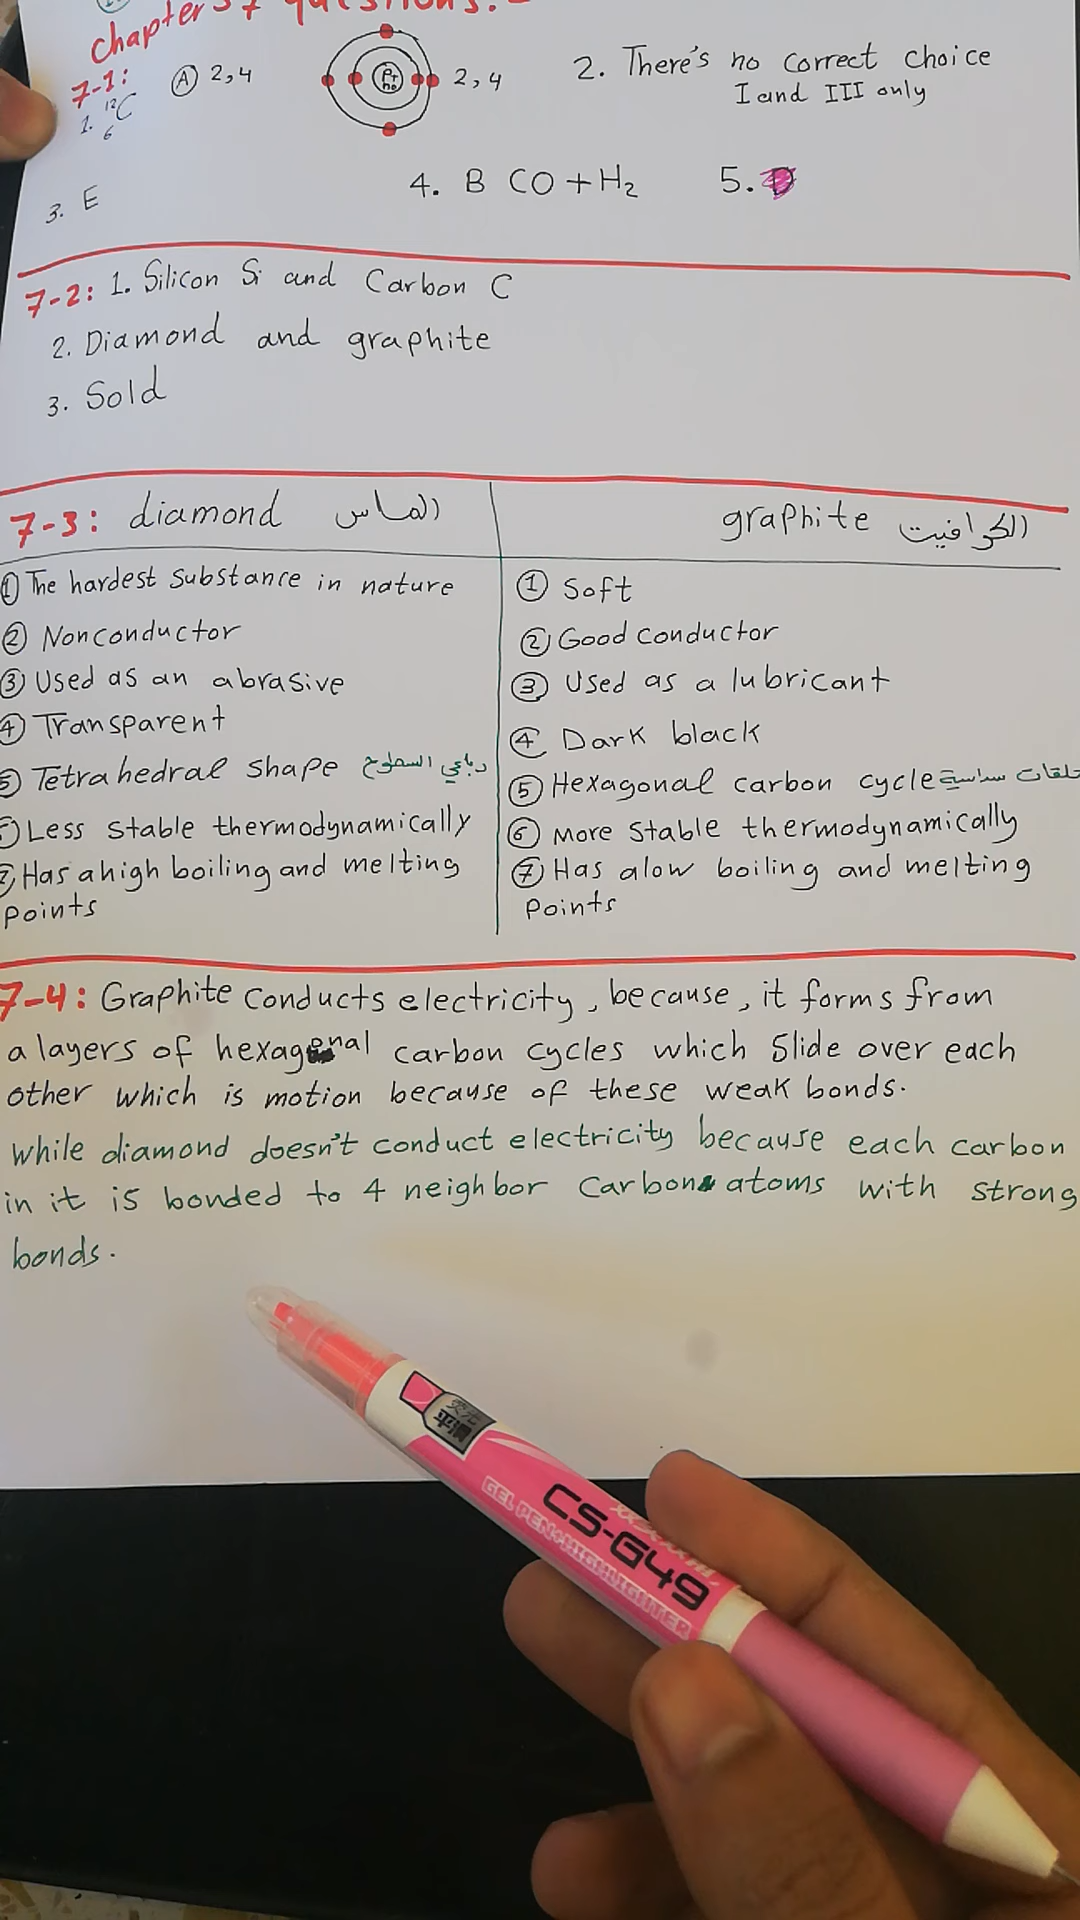 chapter 7 questions:
7-1:
1. ¹²₆C
A 2,4
2,4
2. There's no correct choice
I and III only
3. E
4. B CO + H₂
5. D
7-2: 1. Silicon Si and Carbon C
2. Diamond and graphite
3. Sold
7-3: diamond الماس
graphite الكرافيت
① The hardest substance in nature
② Nonconductor
③ Used as an abrasive
④ Transparent
⑤ Tetrahedral shape رباعي السطوح
Less stable thermodynamically
⑦ Has a high boiling and melting
points
① Soft
② Good conductor
③ Used as a lubricant
④ Dark black
⑤ Hexagonal carbon cycle حلقات سداسية
⑥ More stable thermodynamically
⑦ Has a low boiling and melting
points
7-4: Graphite conducts electricity, because, it forms from
a layers of hexagonal carbon cycles which slide over each
other which is motion because of these weak bonds.
while diamond doesn't conduct electricity because each carbon
in it is bonded to 4 neighbor carbon atoms with strong
bonds.
CS-G49
GEL PEN+HIGHLIGHTER